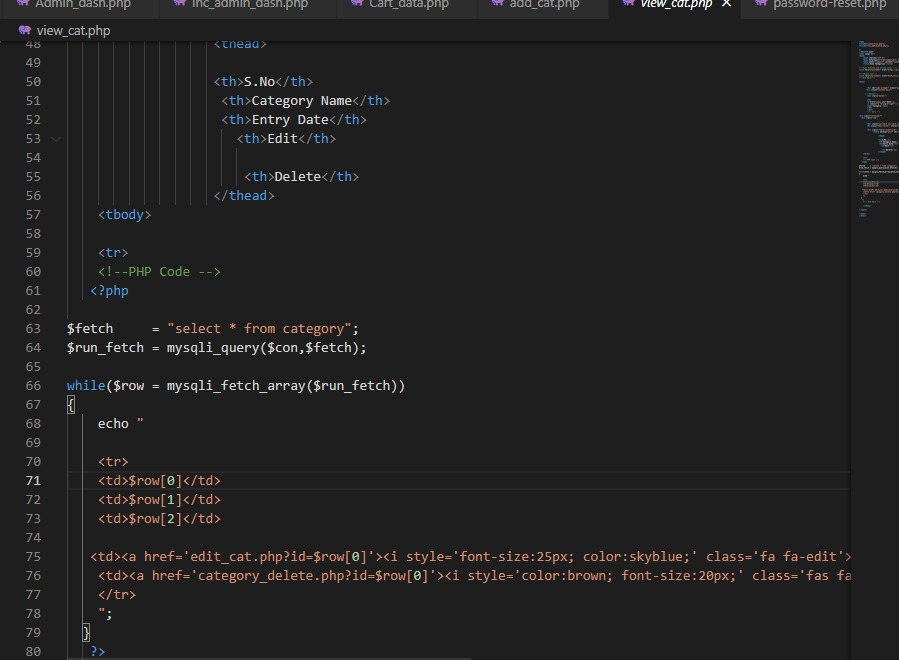 Admin_dash.php inc_admin_dash.php Cart_data.php add_cat.php view_cat.php × password-reset.php
view_cat.php
48 <thead>
49
50 <th>S.No</th>
51 <th>Category Name</th>
52 <th>Entry Date</th>
53 <th>Edit</th>
54
55 <th>Delete</th>
56 </thead>
57 <tbody>
58
59 <tr>
60 <!--PHP Code -->
61 <?php
62
63 $fetch     = "select * from category";
64 $run_fetch = mysqli_query($con,$fetch);
65
66 while($row = mysqli_fetch_array($run_fetch))
67 {
68 echo "
69
70 <tr>
71 <td>$row[0]</td>
72 <td>$row[1]</td>
73 <td>$row[2]</td>
74
75 <td><a href='edit_cat.php?id=$row[0]'><i style='font-size:25px; color:skyblue;' class='fa fa-edit'>
76 <td><a href='category_delete.php?id=$row[0]'><i style='color:brown; font-size:20px;' class='fas fa
77 </tr>
78 ";
79 }
80 ?>